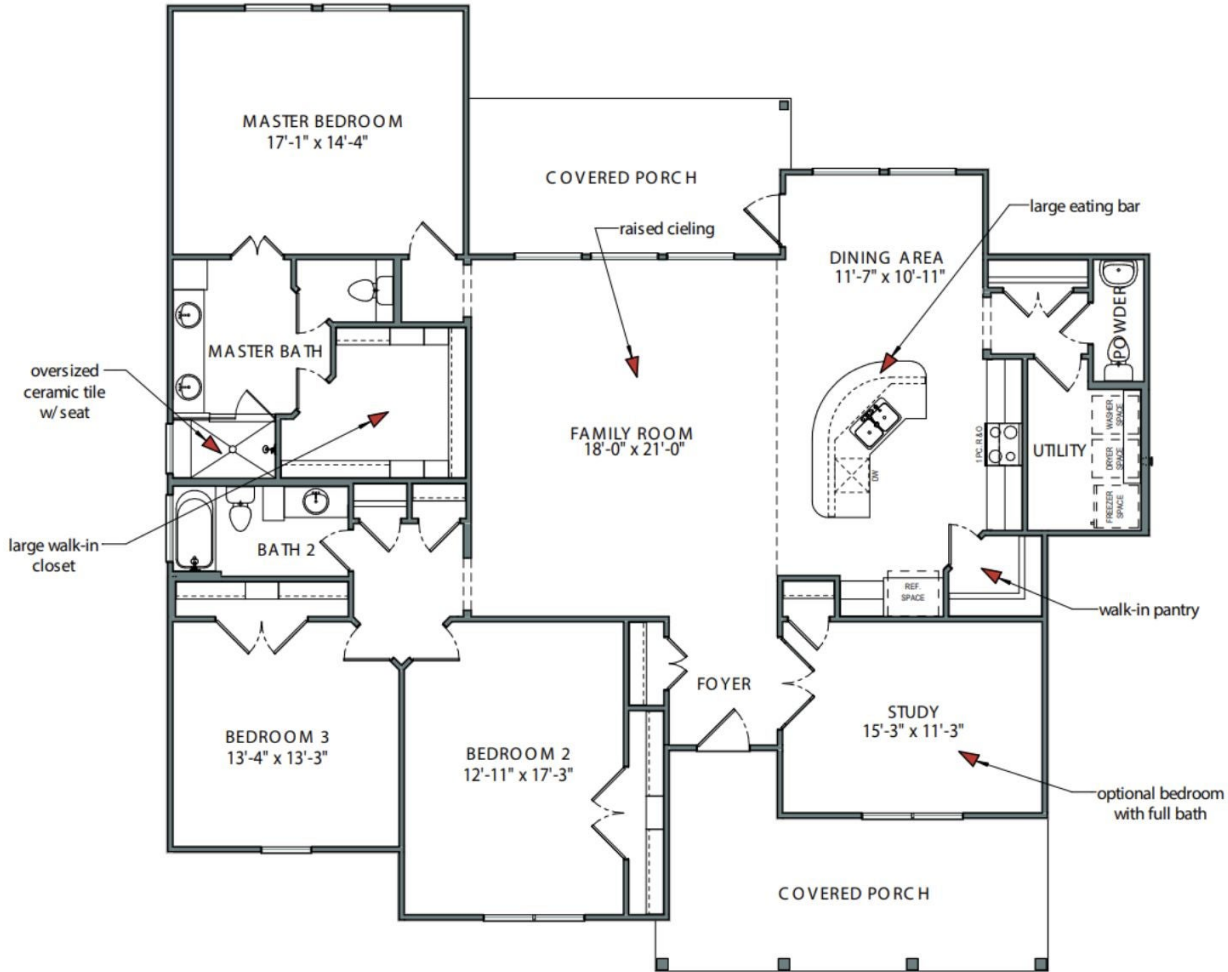 MASTER BEDROOM
17'-1" x 14'-4"
COVERED PORCH
raised cieling
large eating bar
DINING AREA
11'-7" x 10'-11"
POWDER
MASTER BATH
oversized
ceramic tile
w/ seat
FAMILY ROOM
18'-0" x 21'-0"
1 PC. R & O
UTILITY
WASHER
SPACE
DRYER
SPACE
FREEZER
SPACE
DW
large walk-in
closet
BATH 2
REF.
SPACE
walk-in pantry
FOYER
STUDY
15'-3" x 11'-3"
BEDROOM 3
13'-4" x 13'-3"
BEDROOM 2
12'-11" x 17'-3"
optional bedroom
with full bath
COVERED PORCH